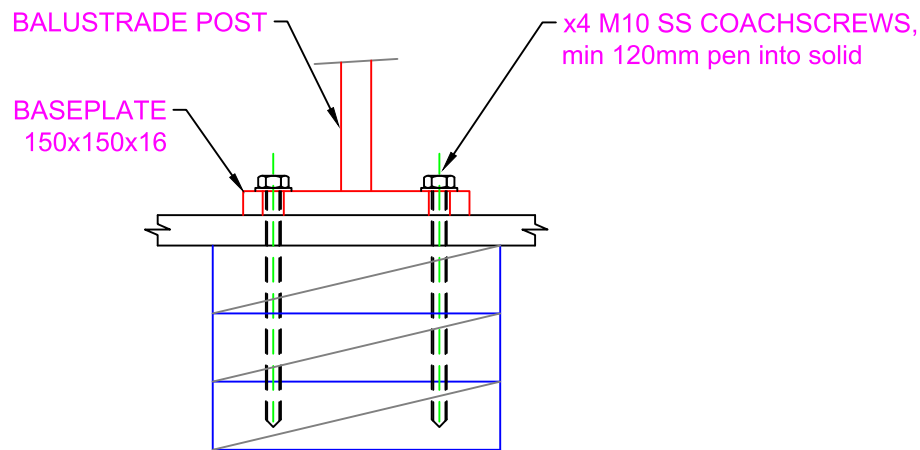 BALUSTRADE POST
x4 M10 SS COACHSCREWS,
min 120mm pen into solid
BASEPLATE
150x150x16